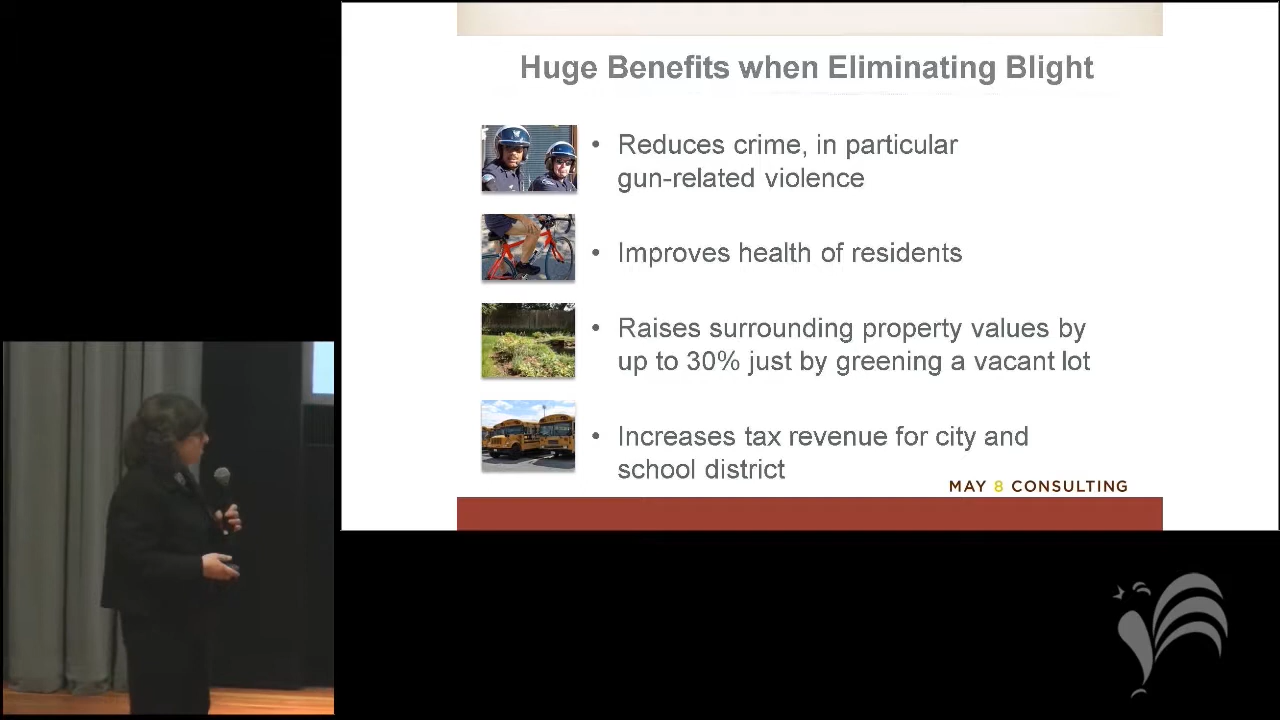 Huge Benefits when Eliminating Blight
• Reduces crime, in particular
gun-related violence
• Improves health of residents
• Raises surrounding property values by
up to 30% just by greening a vacant lot
• Increases tax revenue for city and
school district
MAY 8 CONSULTING